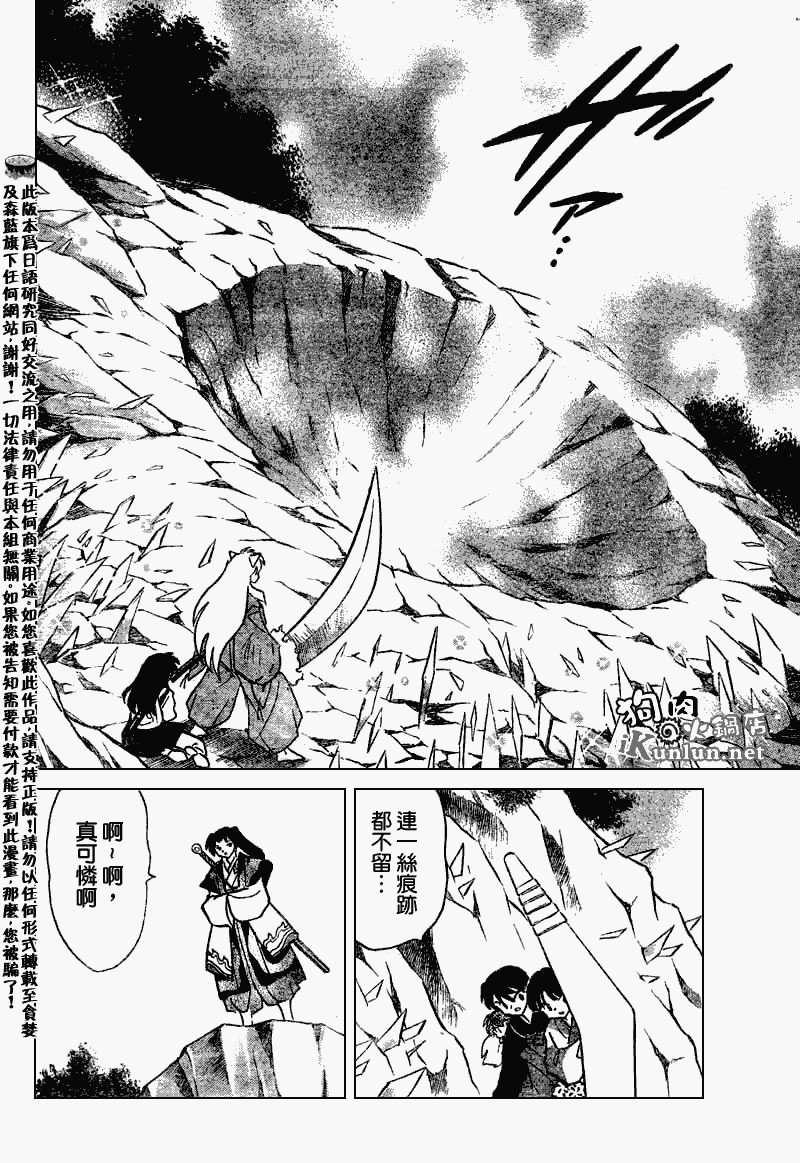 此版本爲日語研究同好交流之用，請勿用于任何商業用途。如您喜歡此作品，請支持正版！請勿以任何形式轉載至貪婪
及森藍旗下任何網站，謝謝！一切法律責任與本組無關。如果您被告知需要付款才能看到此漫畫，那麼，您被騙了！
狗肉火鍋店
iKunlun.net
連一絲痕跡
都不留…
啊~啊，
真可憐啊